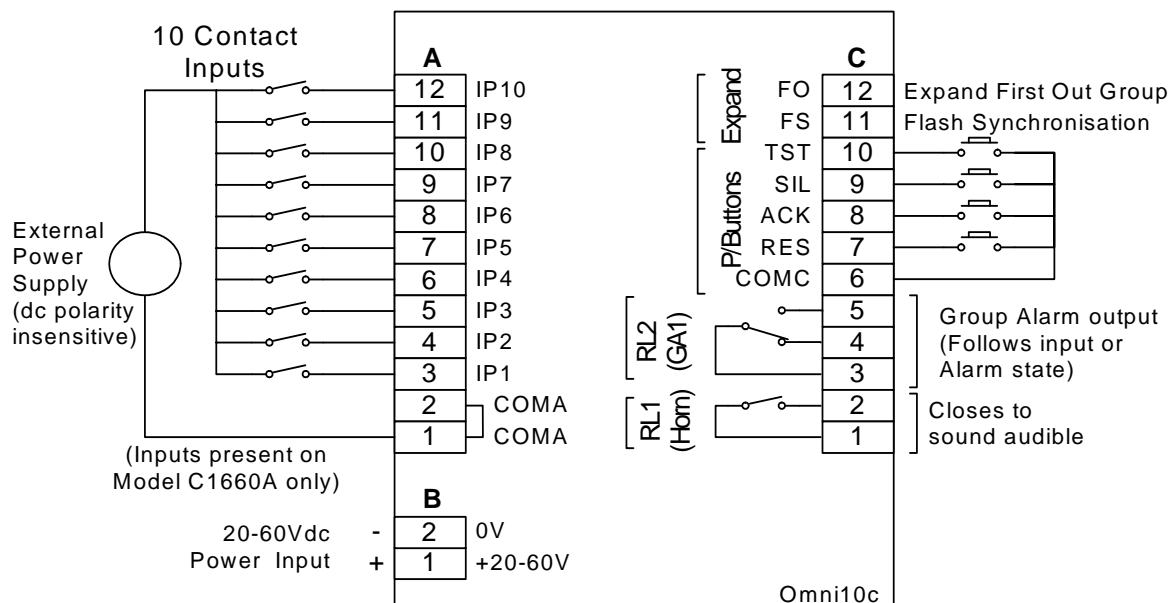 10 Contact
Inputs
A
12 IP10
11 IP9
10 IP8
9 IP7
8 IP6
7 IP5
6 IP4
5 IP3
4 IP2
3 IP1
2 COMA
1 COMA
External
Power
Supply
(dc polarity
insensitive)
(Inputs present on
Model C1660A only)
B
20-60Vdc - 2 0V
Power Input + 1 +20-60V
C
Expand
FO 12 Expand First Out Group
FS 11 Flash Synchronisation
P/Buttons
TST 10
SIL 9
ACK 8
RES 7
COMC 6
RL2
(GA1)
5
4
3
Group Alarm output
(Follows input or
Alarm state)
RL1
(Horn)
2
1
Closes to
sound audible
Omni10c